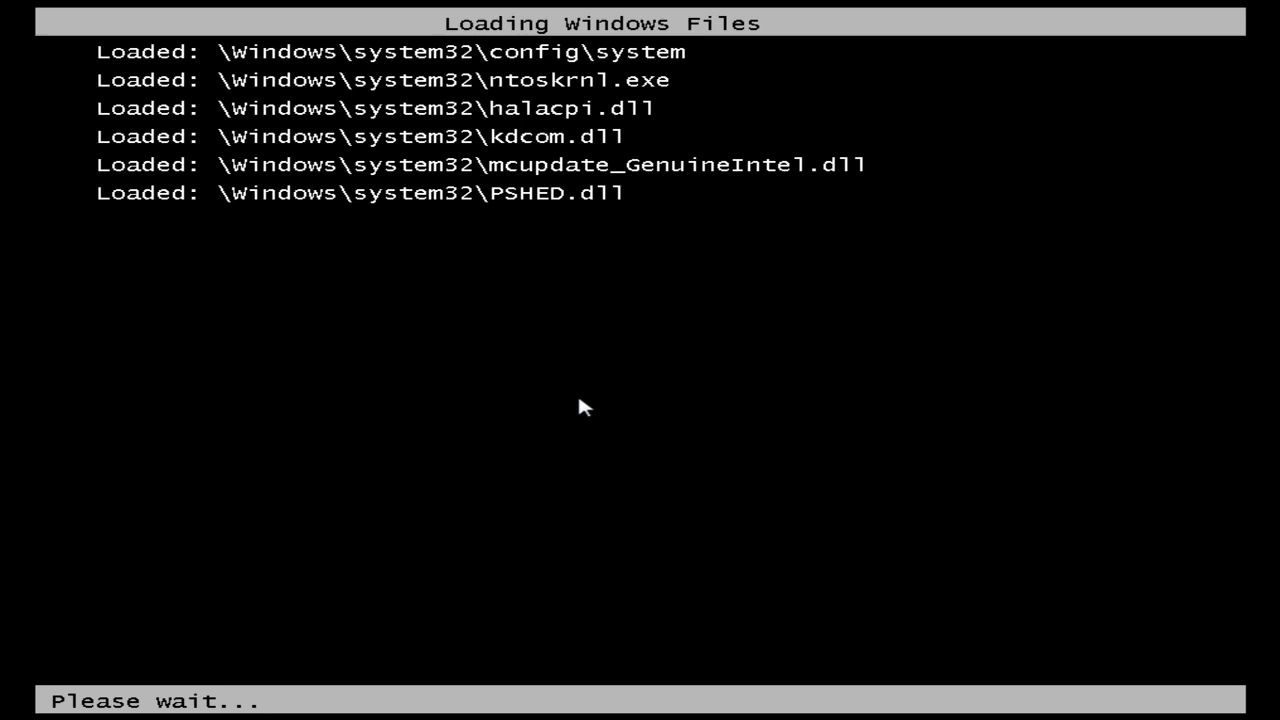 Loading Windows Files
Loaded: \Windows\system32\config\system
Loaded: \Windows\system32\ntoskrnl.exe
Loaded: \Windows\system32\halacpi.dll
Loaded: \Windows\system32\kdcom.dll
Loaded: \Windows\system32\mcupdate_GenuineIntel.dll
Loaded: \Windows\system32\PSHED.dll
Please wait...